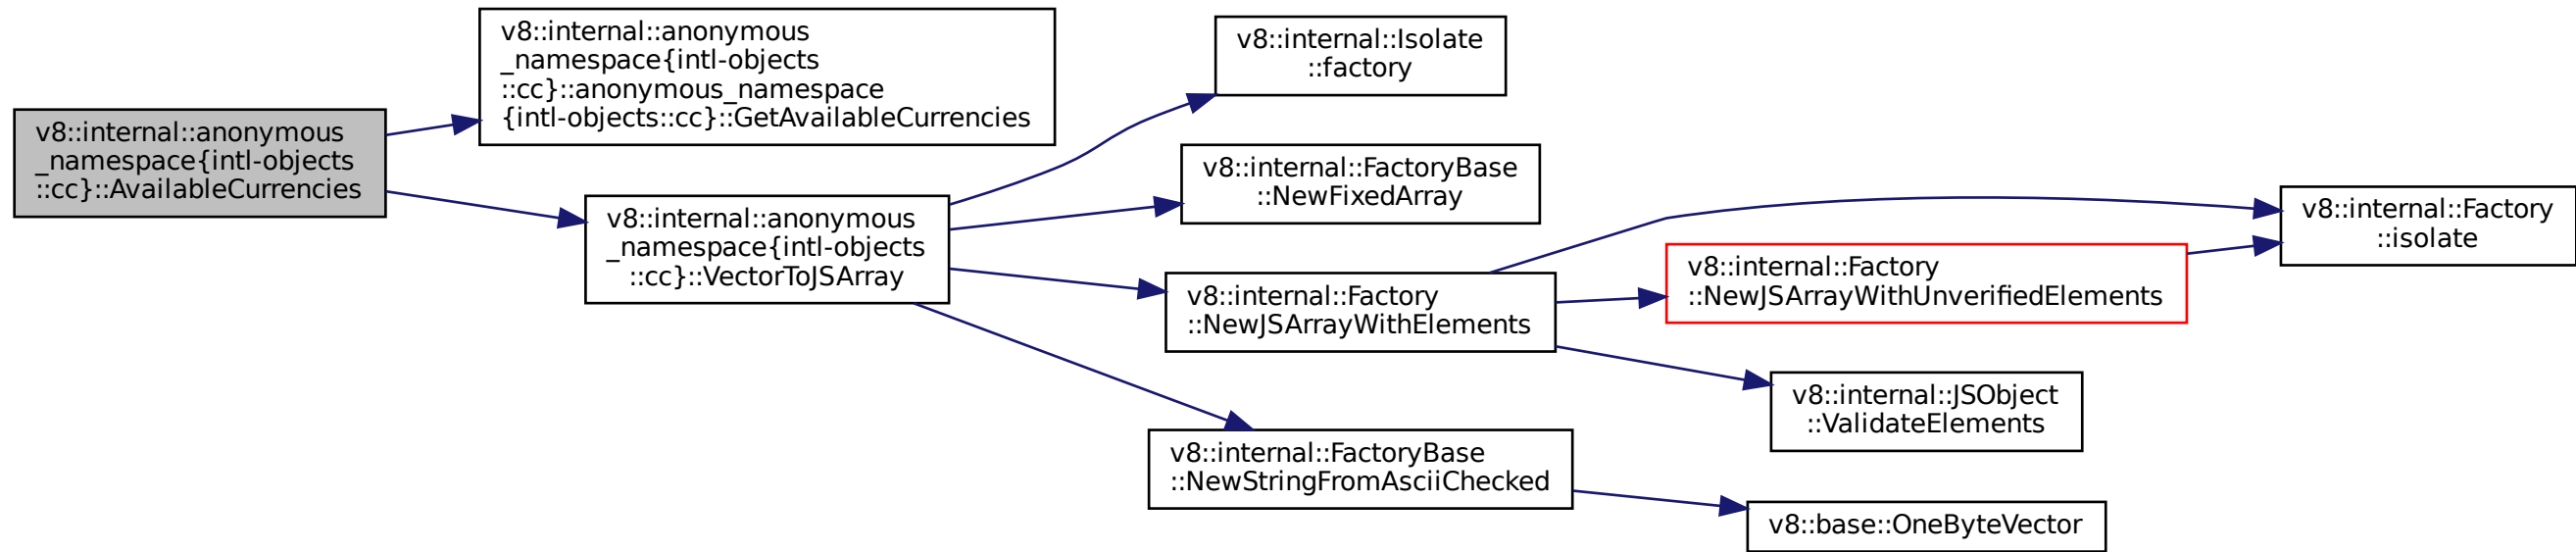 v8::internal::anonymous
_namespace{intl-objects
::cc}::AvailableCurrencies
v8::internal::anonymous
_namespace{intl-objects
::cc}::anonymous_namespace
{intl-objects::cc}::GetAvailableCurrencies
v8::internal::anonymous
_namespace{intl-objects
::cc}::VectorToJSArray
v8::internal::Isolate
::factory
v8::internal::FactoryBase
::NewFixedArray
v8::internal::Factory
::NewJSArrayWithElements
v8::internal::FactoryBase
::NewStringFromAsciiChecked
v8::internal::Factory
::NewJSArrayWithUnverifiedElements
v8::internal::JSObject
::ValidateElements
v8::base::OneByteVector
v8::internal::Factory
::isolate